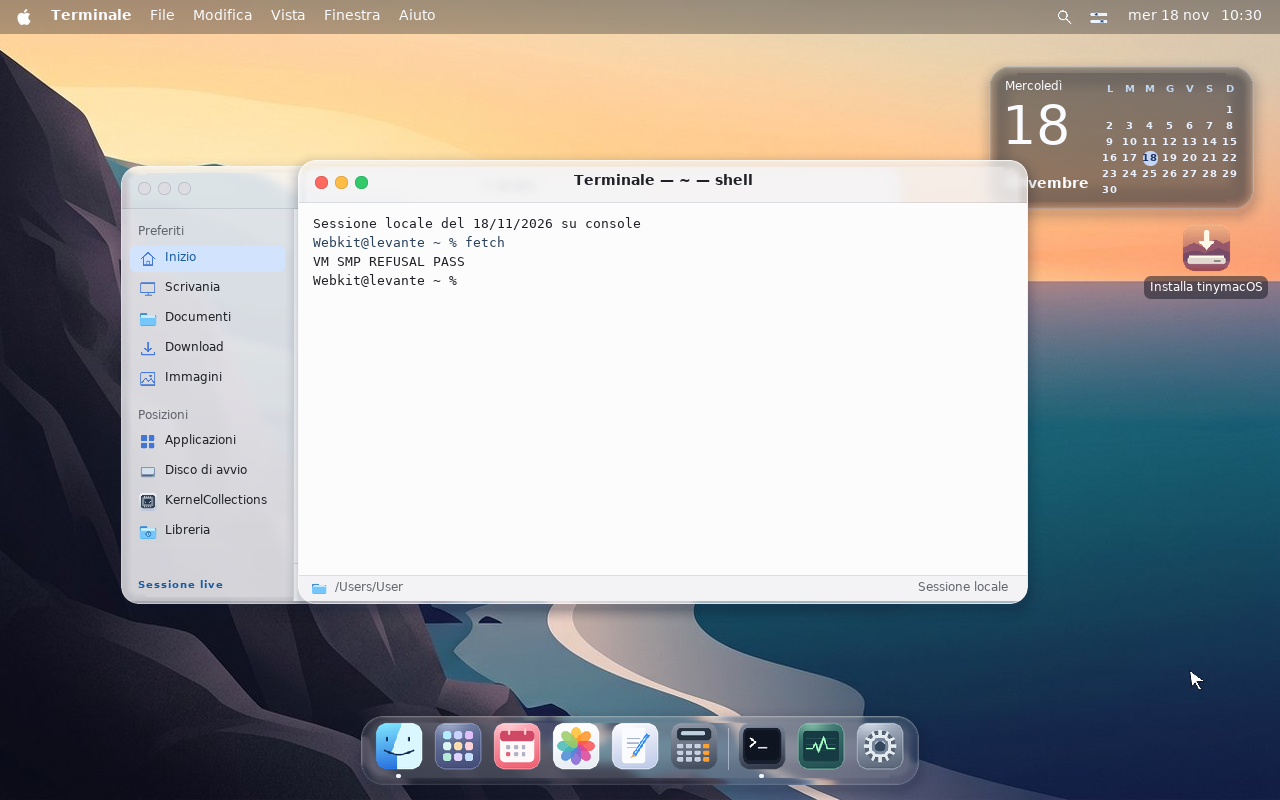 Terminale File Modifica Vista Finestra Aiuto mer 18 nov 10:30
Mercoledì
18
L M M G V S D
1
2 3 4 5 6 7 8
9 10 11 12 13 14 15
16 17 18 19 20 21 22
23 24 25 26 27 28 29
30
Installa tinymacOS
Preferiti
Inizio
Scrivania
Documenti
Download
Immagini
Posizioni
Applicazioni
Disco di avvio
KernelCollections
Libreria
Sessione live
Terminale — ~ — shell
Sessione locale del 18/11/2026 su console
Webkit@levante ~ % fetch
VM SMP REFUSAL PASS
Webkit@levante ~ %
/Users/User Sessione locale